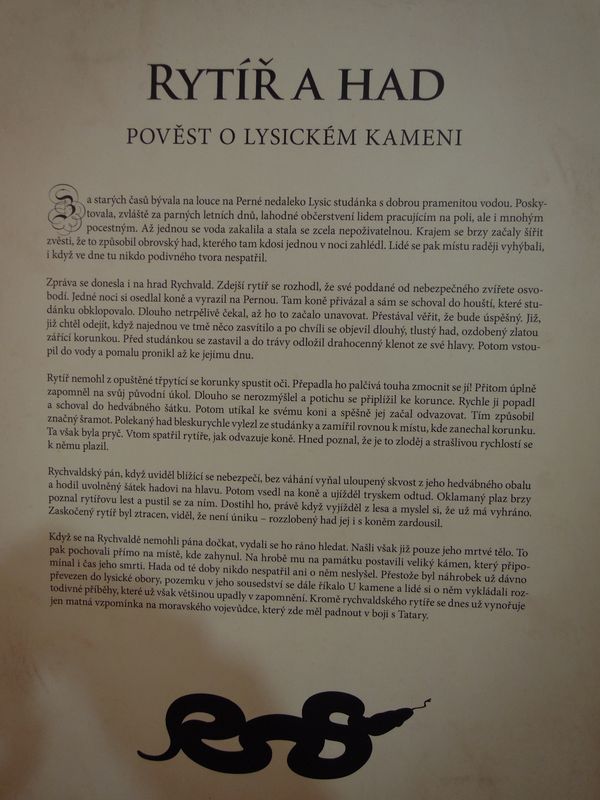 RYTÍŘ A HAD
POVĚST O LYSICKÉM KAMENI
Za starých časů bývala na louce na Perné nedaleko Lysic studánka s dobrou pramenitou vodou. Posky-
tovala, zvláště za parných letních dnů, lahodné občerstvení lidem pracujícím na poli, ale i mnohým
pocestným. Až jednou se voda zakalila a stala se zcela nepoživatelnou. Krajem se brzy začaly šířit
zvěsti, že to způsobil obrovský had, kterého tam kdosi jednou v noci zahlédl. Lidé se pak místu raději vyhýbali,
i když ve dne tu nikdo podivného tvora nespatřil.
Zpráva se donesla i na hrad Rychvald. Zdejší rytíř se rozhodl, že své poddané od nebezpečného zvířete osvo-
bodí. Jedné noci si osedlal koně a vyrazil na Pernou. Tam koně přivázal a sám se schoval do houští, které stu-
dánku obklopovalo. Dlouho netrpělivě čekal, až ho to začalo unavovat. Přestával věřit, že bude úspěšný. Již,
již chtěl odejít, když najednou ve tmě něco zasvítilo a po chvíli se objevil dlouhý, tlustý had, ozdobený zlatou
zářící korunkou. Před studánkou se zastavil a do trávy odložil drahocenný klenot ze své hlavy. Potom vstou-
pil do vody a pomalu pronikl až ke jejímu dnu.
Rytíř nemohl z opuštěné třpytící se korunky spustit oči. Přepadla ho palčivá touha zmocnit se jí! Přitom úplně
zapomněl na svůj původní úkol. Dlouho se nerozmýšlel a potichu se připlížil ke korunce. Rychle ji popadl
a schoval do hedvábného šátku. Potom utíkal ke svému koni a spěšně jej začal odvazovat. Tím způsobil
značný šramot. Polekaný had bleskurychle vylezl ze studánky a zamířil rovnou k místu, kde zanechal korunku.
Ta však byla pryč. Vtom spatřil rytíře, jak odvazuje koně. Hned poznal, že je to zloděj a strašlivou rychlostí se
k němu plazil.
Rychvaldský pán, když uviděl blížící se nebezpečí, bez váhání vyňal uloupený skvost z jeho hedvábného obalu
a hodil uvolněný šátek hadovi na hlavu. Potom vsedl na koně a ujížděl tryskem odtud. Oklamaný plaz brzy
poznal rytířovu lest a pustil se za ním. Dostihl ho, právě když vyjížděl z lesa a myslel si, že už má vyhráno.
Zaskočený rytíř byl ztracen, viděl, že není úniku – rozzlobený had jej i s koněm zardousil.
Když se na Rychvaldě nemohli pána dočkat, vydali se ho ráno hledat. Našli však již pouze jeho mrtvé tělo. To
pak pochovali přímo na místě, kde zahynul. Na hrobě mu na památku postavili veliký kámen, který připo-
mínal i čas jeho smrti. Hada od té doby nikdo nespatřil ani o něm neslyšel. Přestože byl náhrobek už dávno
převezen do lysické obory, pozemku v jeho sousedství se dále říkalo U kamene a lidé si o něm vykládali roz-
todivné příběhy, které už však většinou upadly v zapomnění. Kromě rychvaldského rytíře se dnes už vynořuje
jen matná vzpomínka na moravského vojevůdce, který zde měl padnout v boji s Tatary.